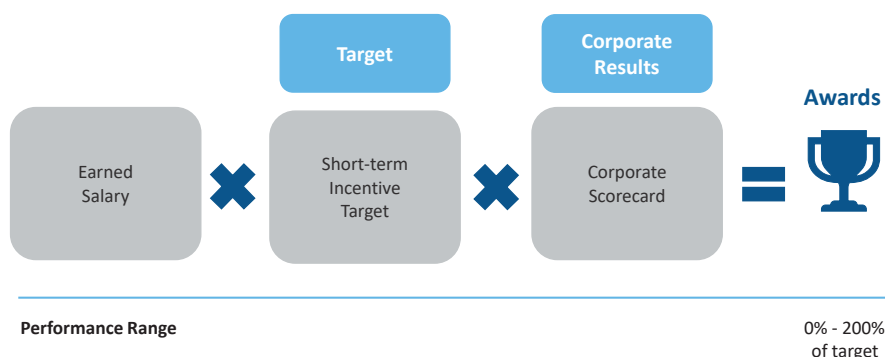 Target
Corporate
Results
Awards
Earned
Salary
Short-term
Incentive
Target
Corporate
Scorecard
Performance Range
0% - 200%
of target